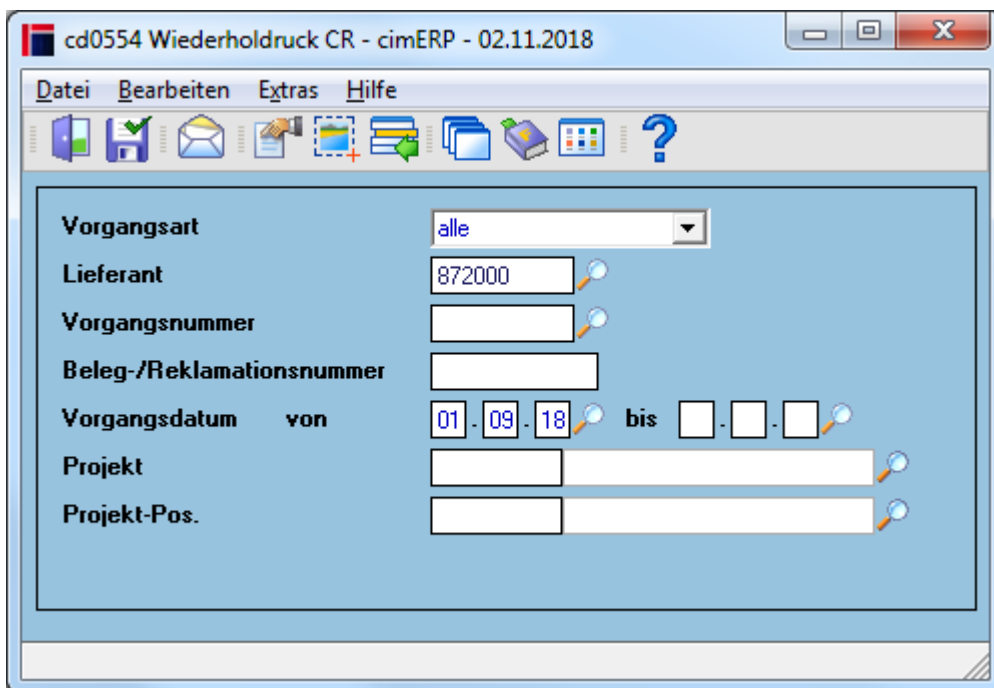 cd0554 Wiederholdruck CR - cimERP - 02.11.2018
Datei Bearbeiten Extras Hilfe
Vorgangsart alle
Lieferant 872000
Vorgangsnummer
Beleg-/Reklamationsnummer
Vorgangsdatum von 01 . 09 . 18 bis . .
Projekt
Projekt-Pos.